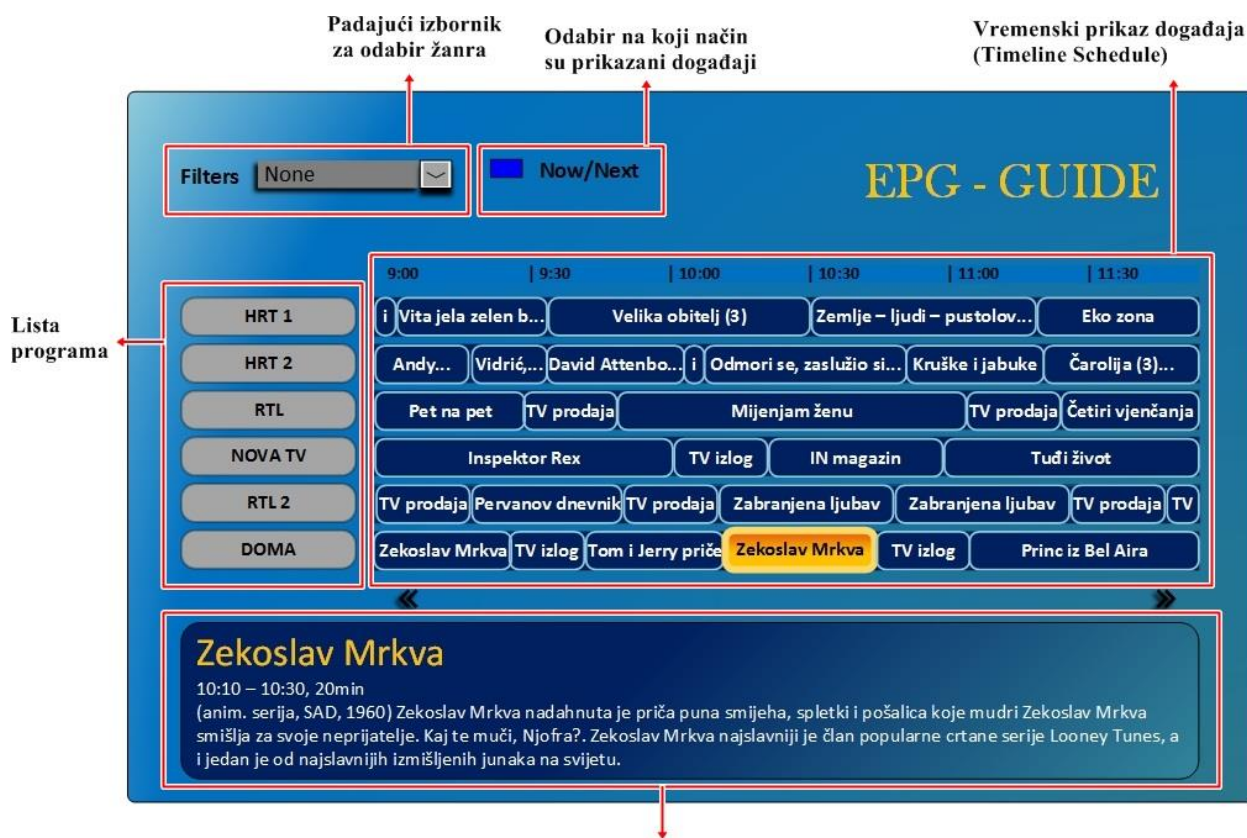 Padajući izbornik
za odabir žanra
Odabir na koji način
su prikazani događaji
Vremenski prikaz događaja
(Timeline Schedule)
Filters None
Now/Next
EPG - GUIDE
9:00 | 9:30 | 10:00 | 10:30 | 11:00 | 11:30
Lista
programa
HRT 1 i Vita jela zelen b... Velika obitelj (3) Zemlje – ljudi – pustolov... Eko zona
HRT 2 Andy... Vidrić,... David Attenbo... i Odmori se, zaslužio si... Kruške i jabuke Čarolija (3)...
RTL Pet na pet TV prodaja Mijenjam ženu TV prodaja Četiri vjenčanja
NOVA TV Inspektor Rex TV izlog IN magazin Tuđi život
RTL 2 TV prodaja Pervanov dnevnik TV prodaja Zabranjena ljubav Zabranjena ljubav TV prodaja TV
DOMA Zekoslav Mrkva TV izlog Tom i Jerry priče Zekoslav Mrkva TV izlog Princ iz Bel Aira
Zekoslav Mrkva
10:10 – 10:30, 20min
(anim. serija, SAD, 1960) Zekoslav Mrkva nadahnuta je priča puna smijeha, spletki i pošalica koje mudri Zekoslav Mrkva
smišlja za svoje neprijatelje. Kaj te muči, Njofra?. Zekoslav Mrkva najslavniji je član popularne crtane serije Looney Tunes, a
i jedan je od najslavnijih izmišljenih junaka na svijetu.